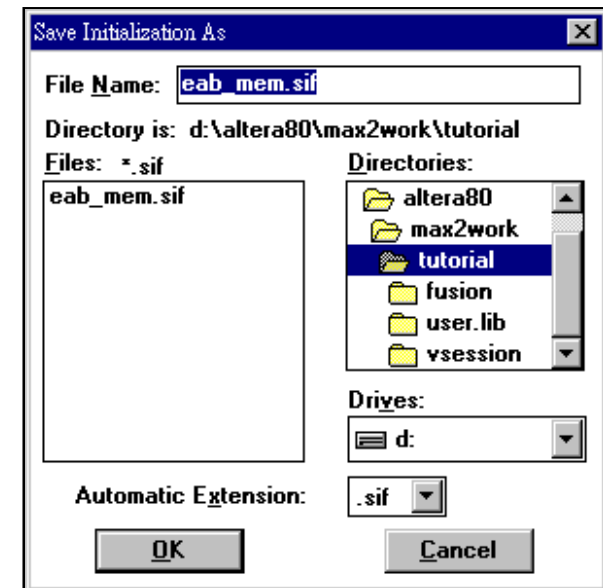 Save Initialization As
File Name: eab_mem.sif
Directory is: d:\altera80\max2work\tutorial
Files: *.sif
eab_mem.sif
Directories:
altera80
max2work
tutorial
fusion
user.lib
vsession
Drives:
d:
Automatic Extension: .sif
OK
Cancel